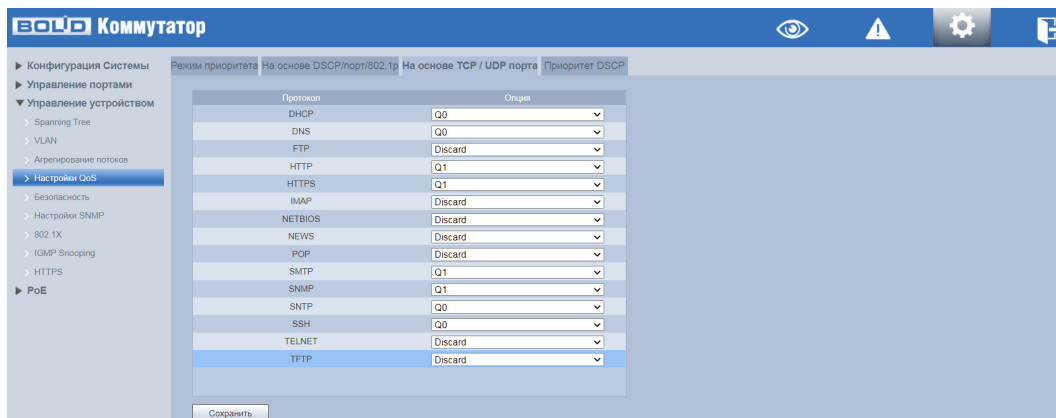 BOLID Коммутатор
Конфигурация Системы
Управление портами
Управление устройством
Spanning Tree
VLAN
Агрегирование потоков
Настройки QoS
Безопасность
Настройки SNMP
802.1X
IGMP Snooping
HTTPS
PoE
Режим приоритета На основе DSCP/порт/802.1p На основе TCP / UDP порта Приоритет DSCP
Протокол Опция
DHCP Q0
DNS Q0
FTP Discard
HTTP Q1
HTTPS Q1
IMAP Discard
NETBIOS Discard
NEWS Discard
POP Discard
SMTP Q1
SNMP Q1
SNTP Q0
SSH Q0
TELNET Discard
TFTP Discard
Сохранить